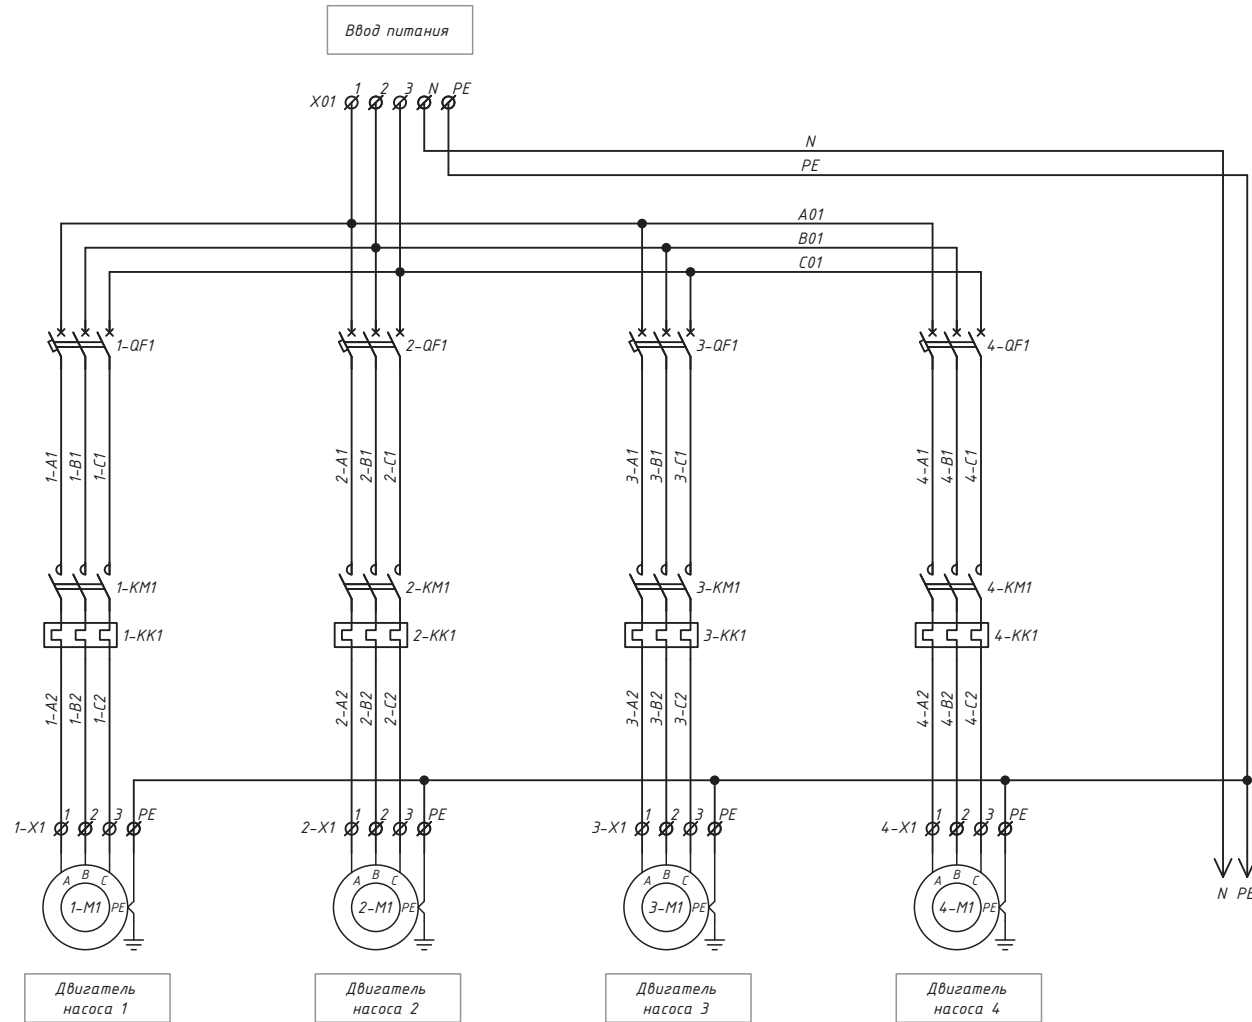 Ввод питания
X01 1 2 3 N PE
N
PE
A01
B01
C01
1-QF1 2-QF1 3-QF1 4-QF1
1-A1 1-B1 1-C1 2-A1 2-B1 2-C1 3-A1 3-B1 3-C1 4-A1 4-B1 4-C1
1-KM1 2-KM1 3-KM1 4-KM1
1-KK1 2-KK1 3-KK1 4-KK1
1-A2 1-B2 1-C2 2-A2 2-B2 2-C2 3-A2 3-B2 3-C2 4-A2 4-B2 4-C2
1-X1 1 2 3 PE 2-X1 1 2 3 PE 3-X1 1 2 3 PE 4-X1 1 2 3 PE
A B C A B C A B C A B C
N PE
1-M1 PE 2-M1 PE 3-M1 PE 4-M1 PE
Двигатель
насоса 1
Двигатель
насоса 2
Двигатель
насоса 3
Двигатель
насоса 4